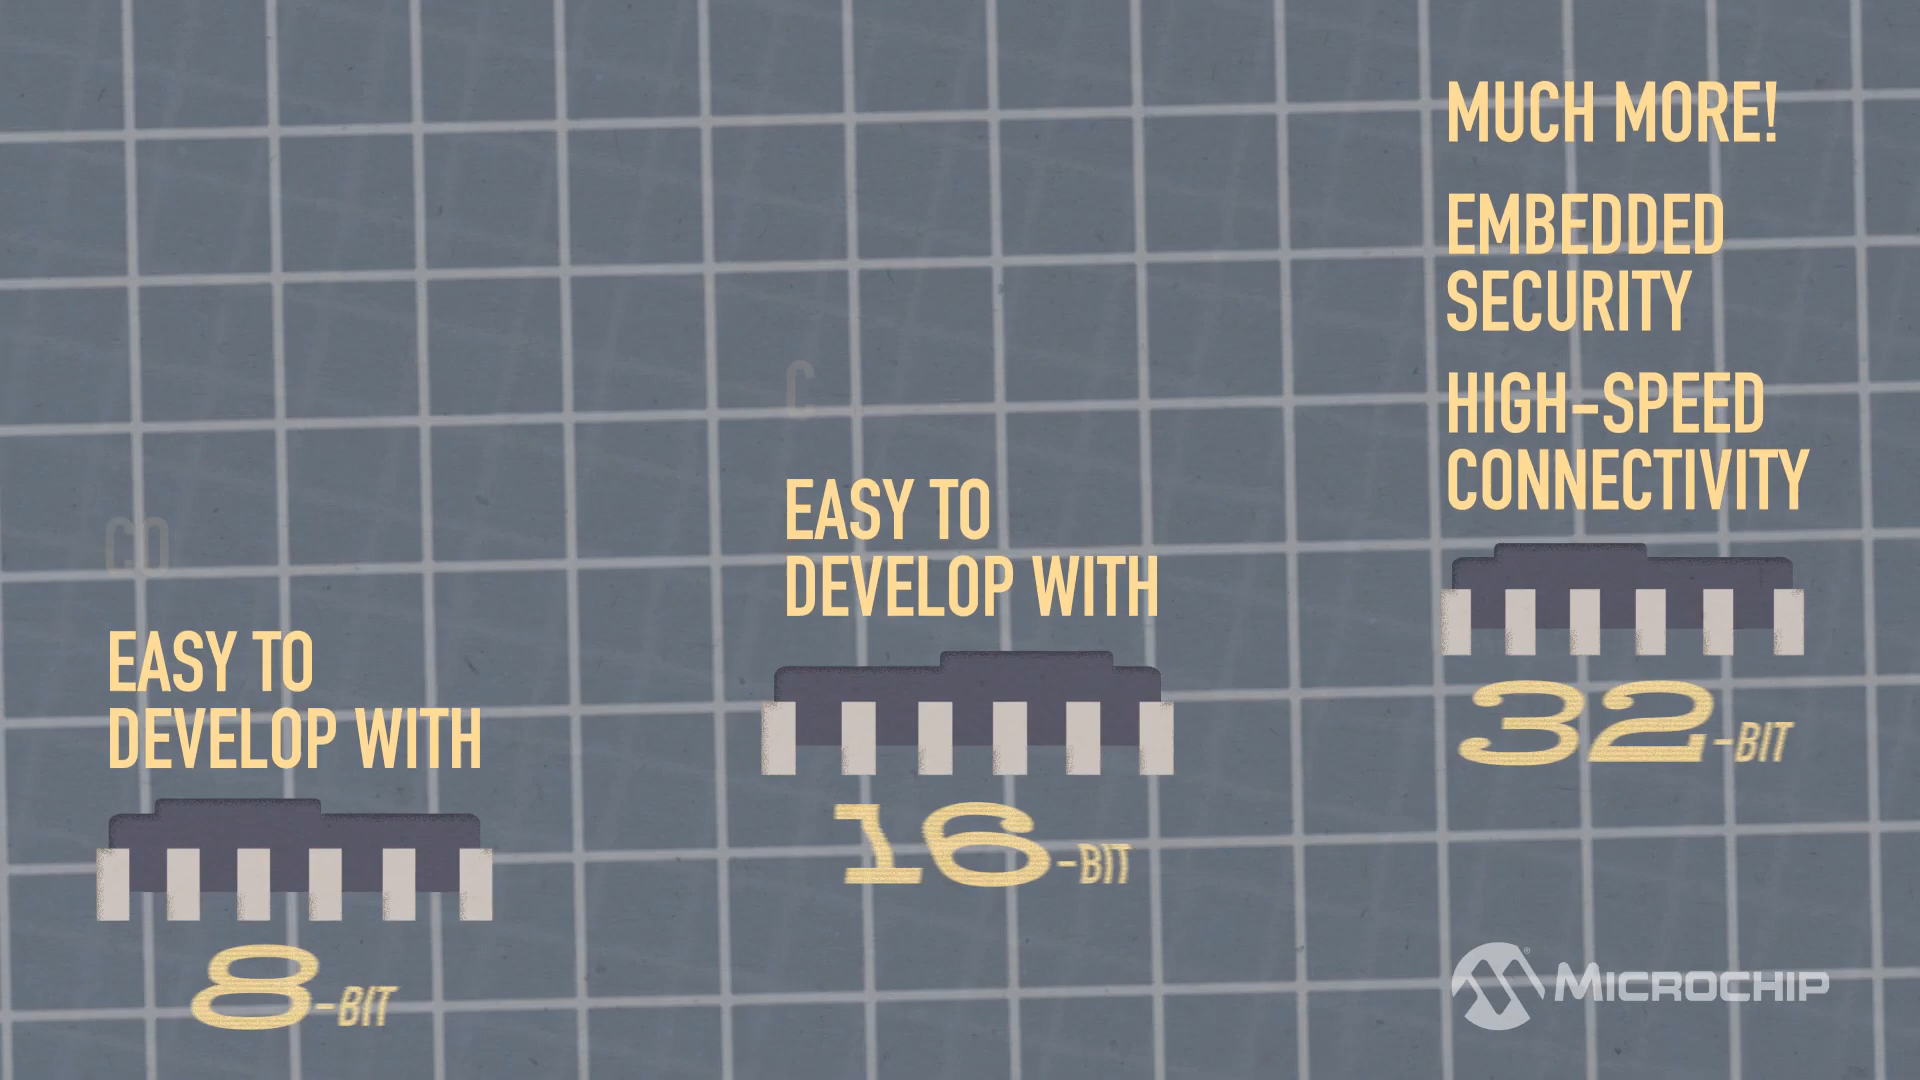 CO
EASY TO
DEVELOP WITH
8-BIT
C
EASY TO
DEVELOP WITH
16-BIT
MUCH MORE!
EMBEDDED
SECURITY
HIGH-SPEED
CONNECTIVITY
32-BIT
MICROCHIP